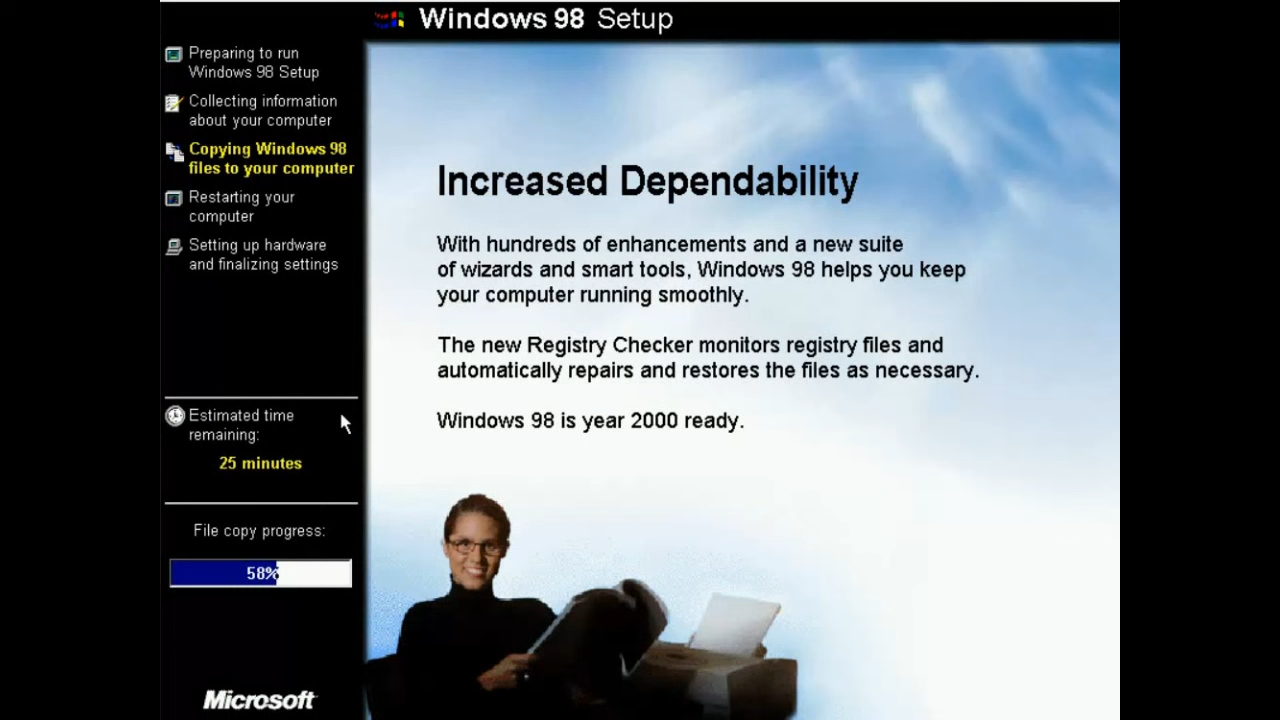 Windows 98 Setup
Preparing to run
Windows 98 Setup
Collecting information
about your computer
Copying Windows 98
files to your computer
Restarting your
computer
Setting up hardware
and finalizing settings
Estimated time
remaining:
25 minutes
File copy progress:
58%
Microsoft
Increased Dependability
With hundreds of enhancements and a new suite
of wizards and smart tools, Windows 98 helps you keep
your computer running smoothly.
The new Registry Checker monitors registry files and
automatically repairs and restores the files as necessary.
Windows 98 is year 2000 ready.